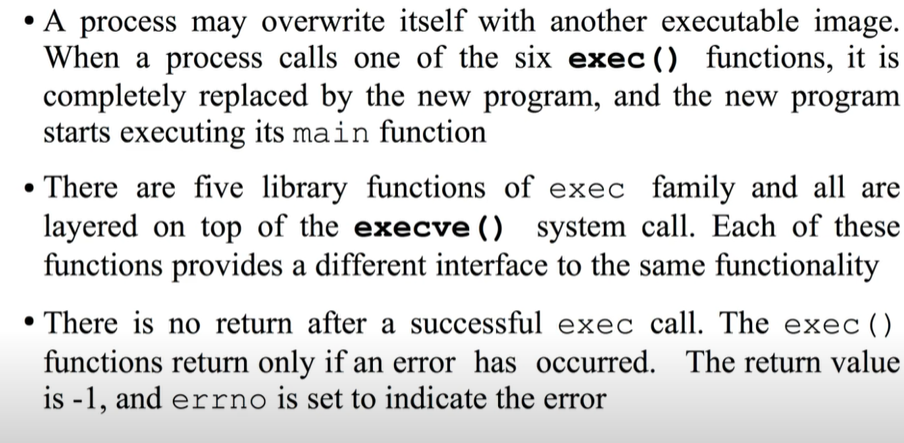 • A process may overwrite itself with another executable image.
When a process calls one of the six exec() functions, it is
completely replaced by the new program, and the new program
starts executing its main function
• There are five library functions of exec family and all are
layered on top of the execve() system call. Each of these
functions provides a different interface to the same functionality
• There is no return after a successful exec call. The exec()
functions return only if an error has occurred. The return value
is -1, and errno is set to indicate the error